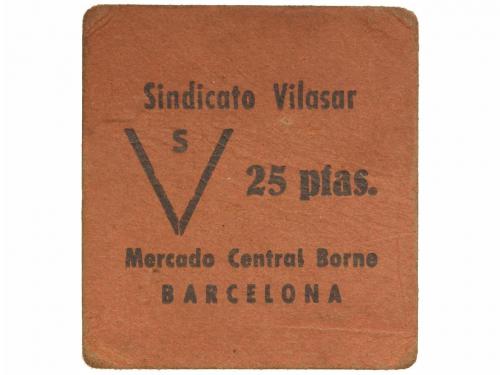 Sindicato Vilasar
S
V 25 ptas.
Mercado Central Borne
BARCELONA